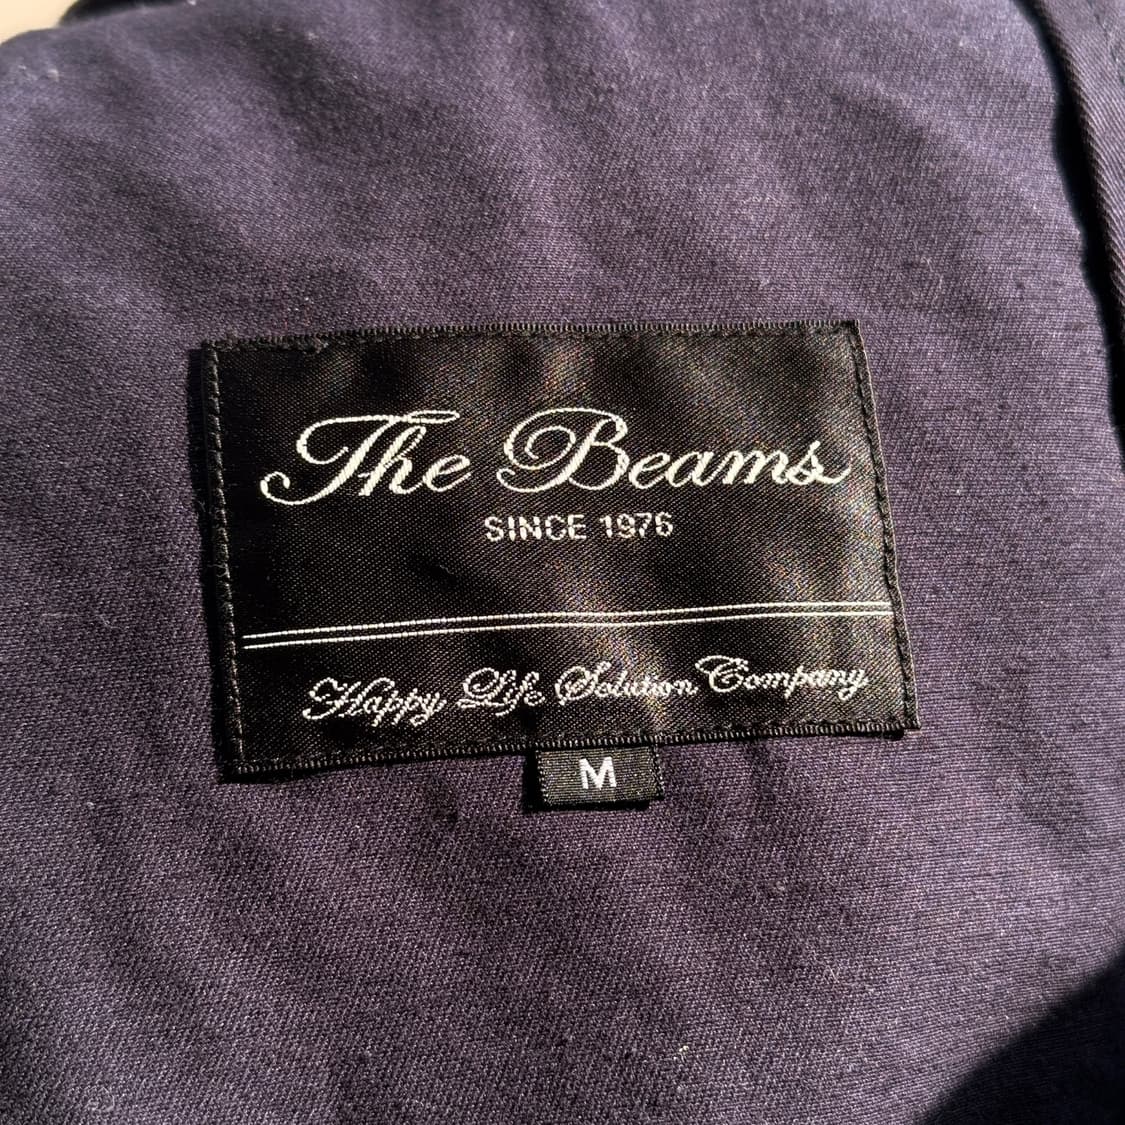 The Beams
SINCE 1976
Happy Life Solution Company
M